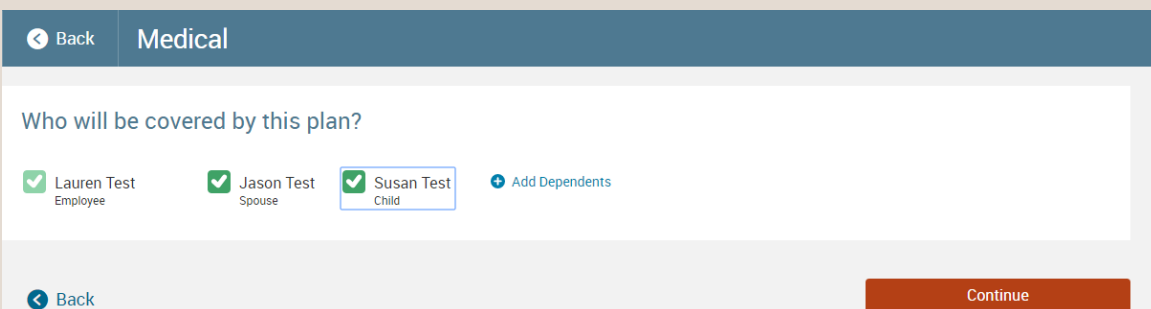 Back Medical
Who will be covered by this plan?
Lauren Test Jason Test Susan Test Add Dependents
Employee Spouse Child
Back Continue